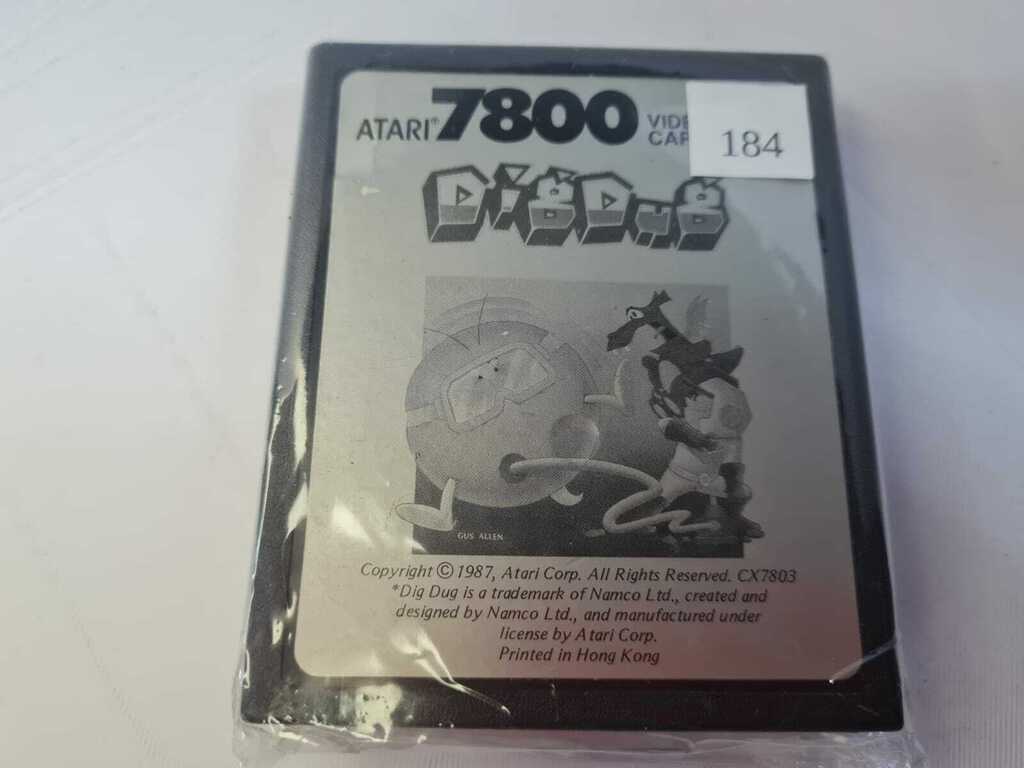 ATARI® 7800 VIDE
CAR
184
Dig Dug
GUS ALLEN
Copyright © 1987, Atari Corp. All Rights Reserved. CX7803
*Dig Dug is a trademark of Namco Ltd., created and
designed by Namco Ltd., and manufactured under
license by Atari Corp.
Printed in Hong Kong